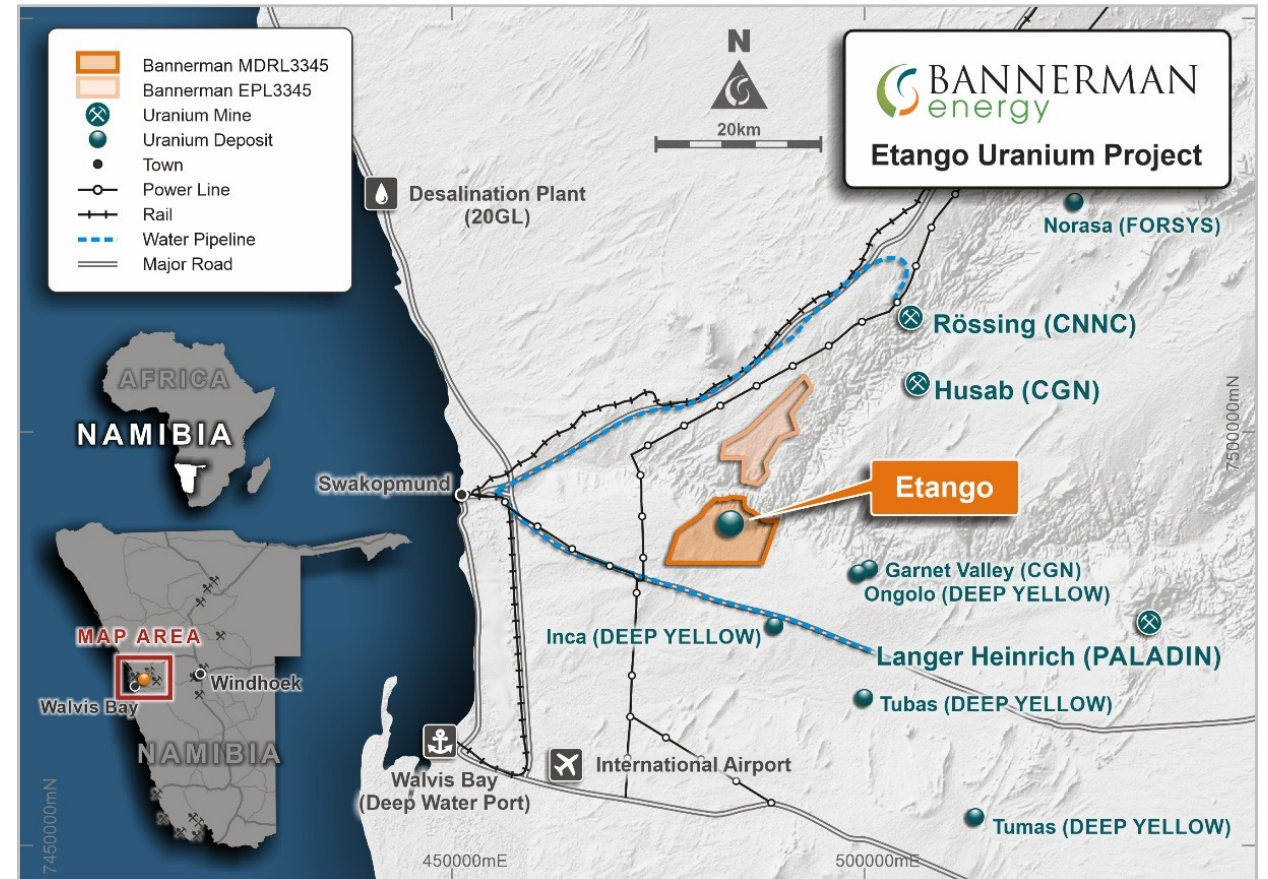 Bannerman MDRL3345
Bannerman EPL3345
Uranium Mine
Uranium Deposit
Town
Power Line
Rail
Water Pipeline
Major Road
N
20km
BANNERMAN
energy
Etango Uranium Project
Desalination Plant
(20GL)
Norasa (FORSYS)
Rössing (CNNC)
Husab (CGN)
7500000mN
AFRICA
NAMIBIA
Swakopmund
Etango
Garnet Valley (CGN)
Ongolo (DEEP YELLOW)
Inca (DEEP YELLOW)
Langer Heinrich (PALADIN)
MAP AREA
Windhoek
Walvis Bay
NAMIBIA
Tubas (DEEP YELLOW)
International Airport
Walvis Bay
(Deep Water Port)
Tumas (DEEP YELLOW)
7450000mN
450000mE
500000mE